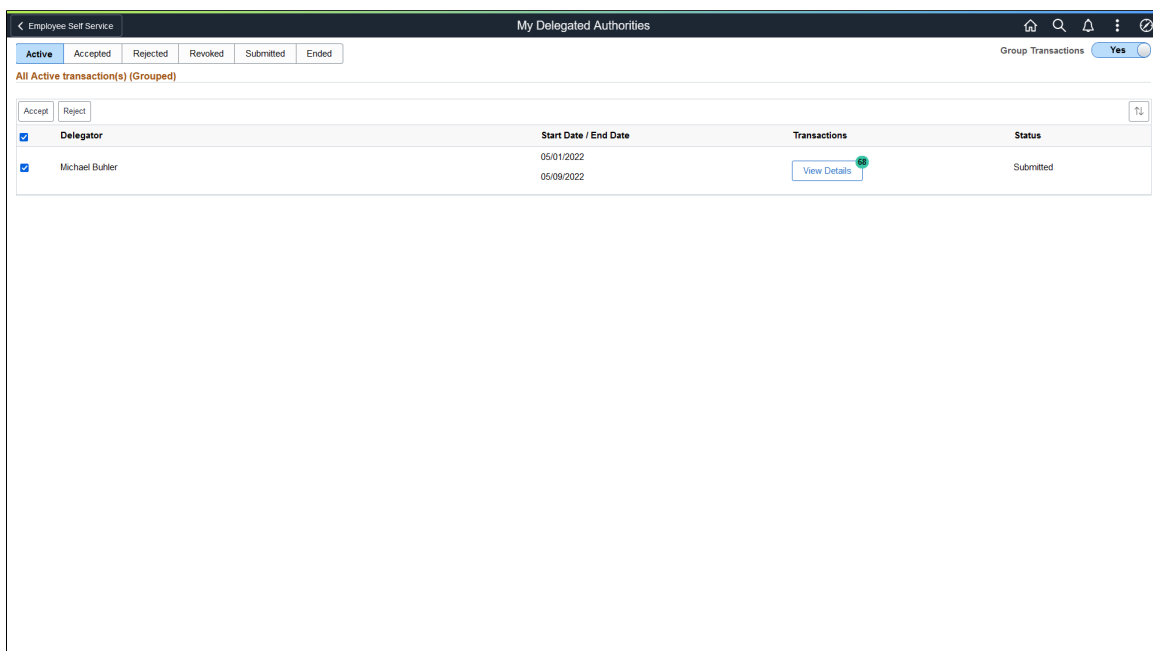 Employee Self Service
My Delegated Authorities
Active Accepted Rejected Revoked Submitted Ended
Group Transactions Yes
All Active transaction(s) (Grouped)
Accept Reject
Delegator Start Date / End Date Transactions Status
Michael Buhler 05/01/2022 05/09/2022 View Details 68 Submitted